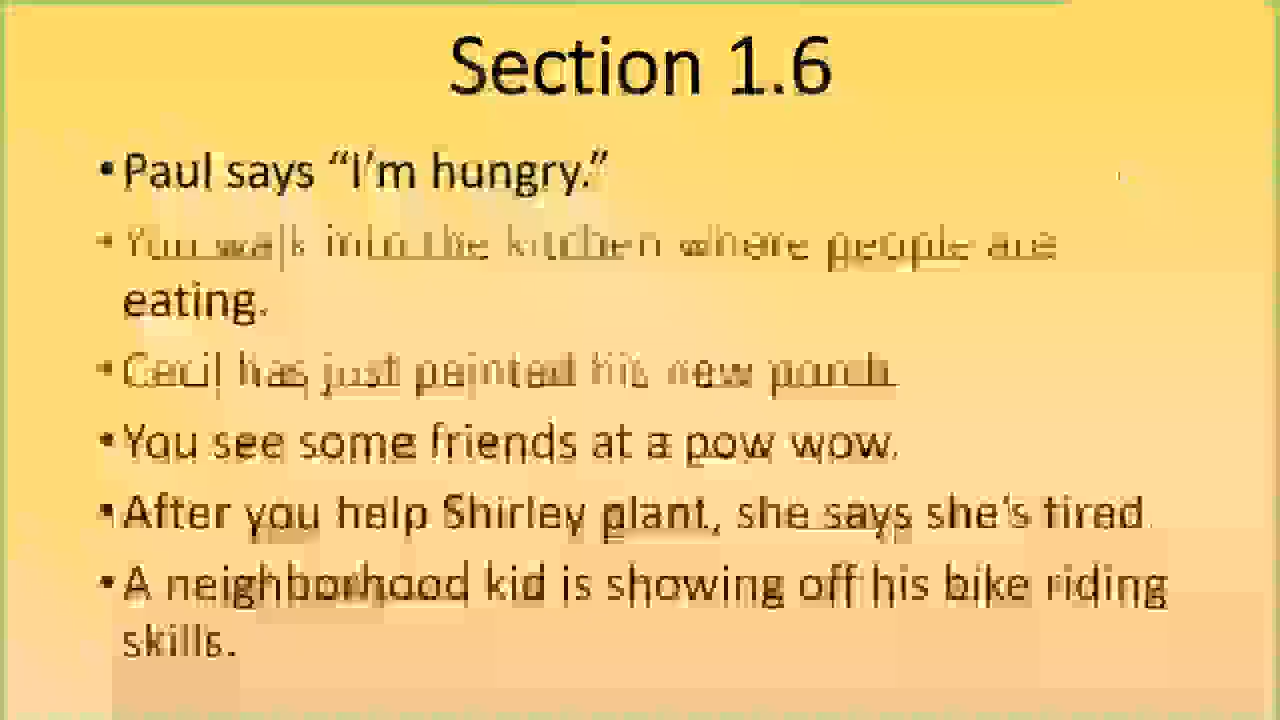 Section 1.6
• Paul says “I’m hungry.”
• You walk into the kitchen where people are
eating.
• Cecil has just painted his new porch.
• You see some friends at a pow wow.
• After you help Shirley plant, she says she’s tired.
• A neighborhood kid is showing off his bike riding
skills.